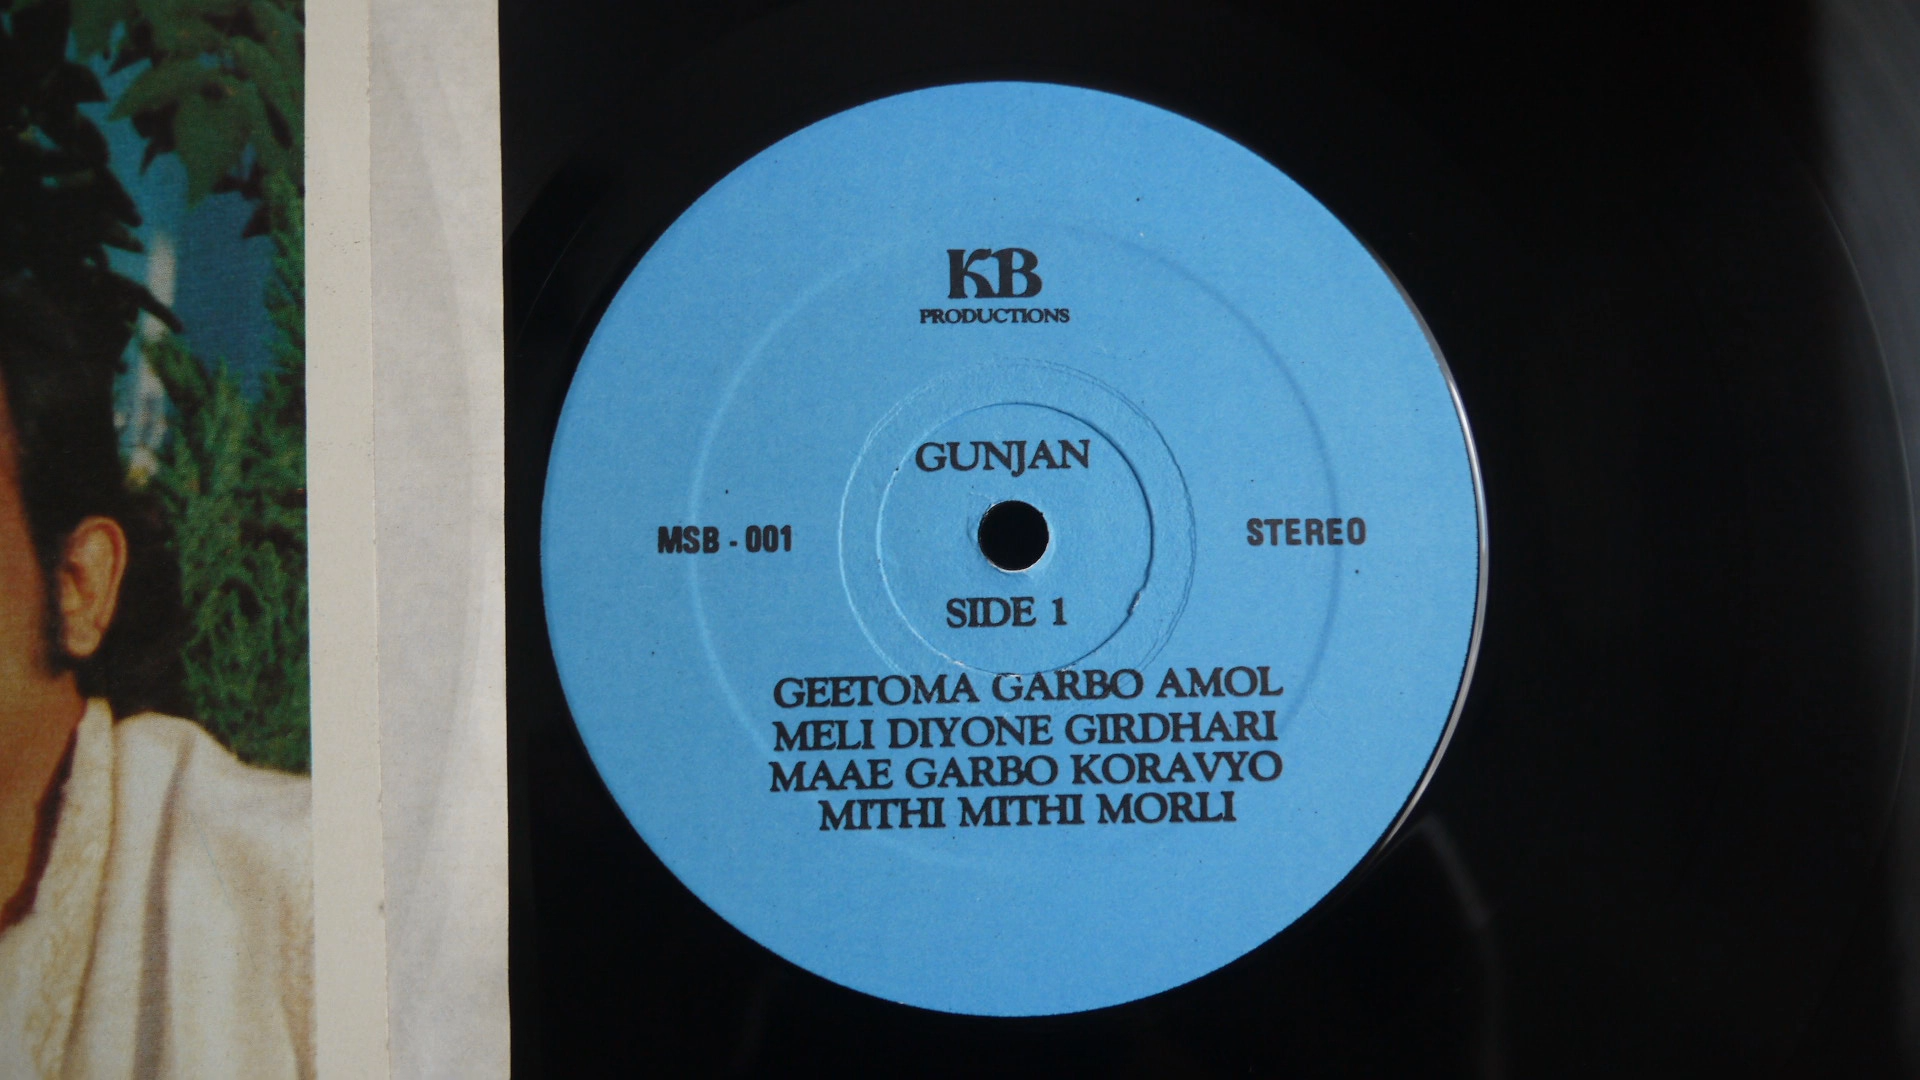 KB
PRODUCTIONS
GUNJAN
MSB - 001
STEREO
SIDE 1
GEETOMA GARBO AMOL
MELI DIYONE GIRDHARI
MAAE GARBO KORAVYO
MITHI MITHI MORLI